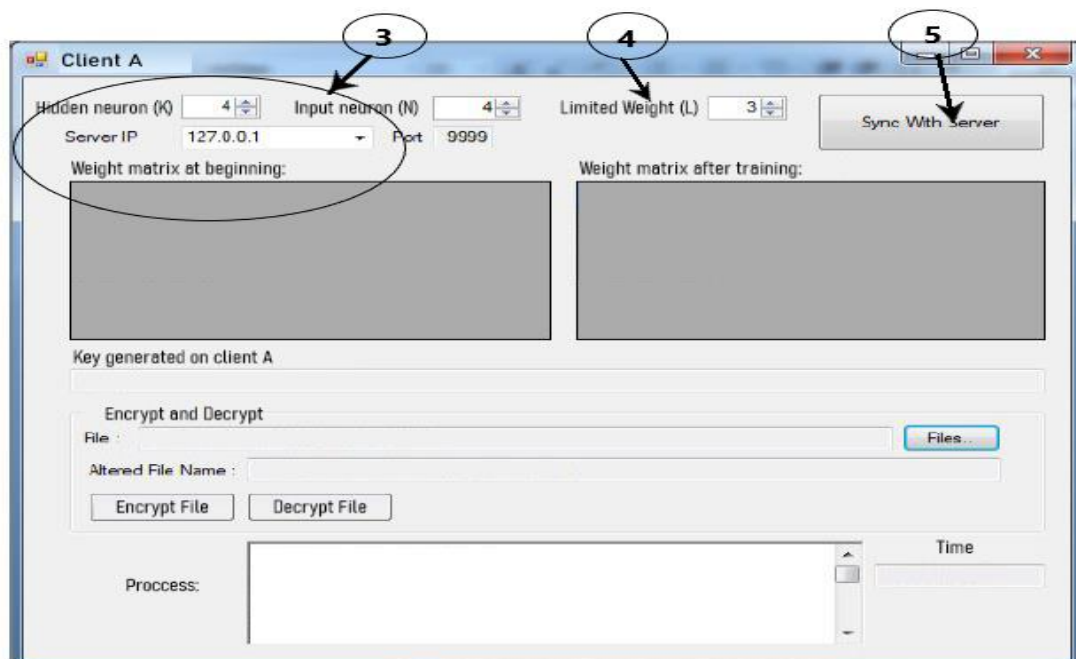 3
4
5
Client A
Hidden neuron (K) 4 Input neuron (N) 4 Limited Weight (L) 3
Sync With Server
Server IP 127.0.0.1 Port 9999
Weight matrix at beginning: Weight matrix after training:
Key generated on client A
Encrypt and Decrypt
File : Files..
Altered File Name :
Encrypt File Decrypt File
Time
Proccess: